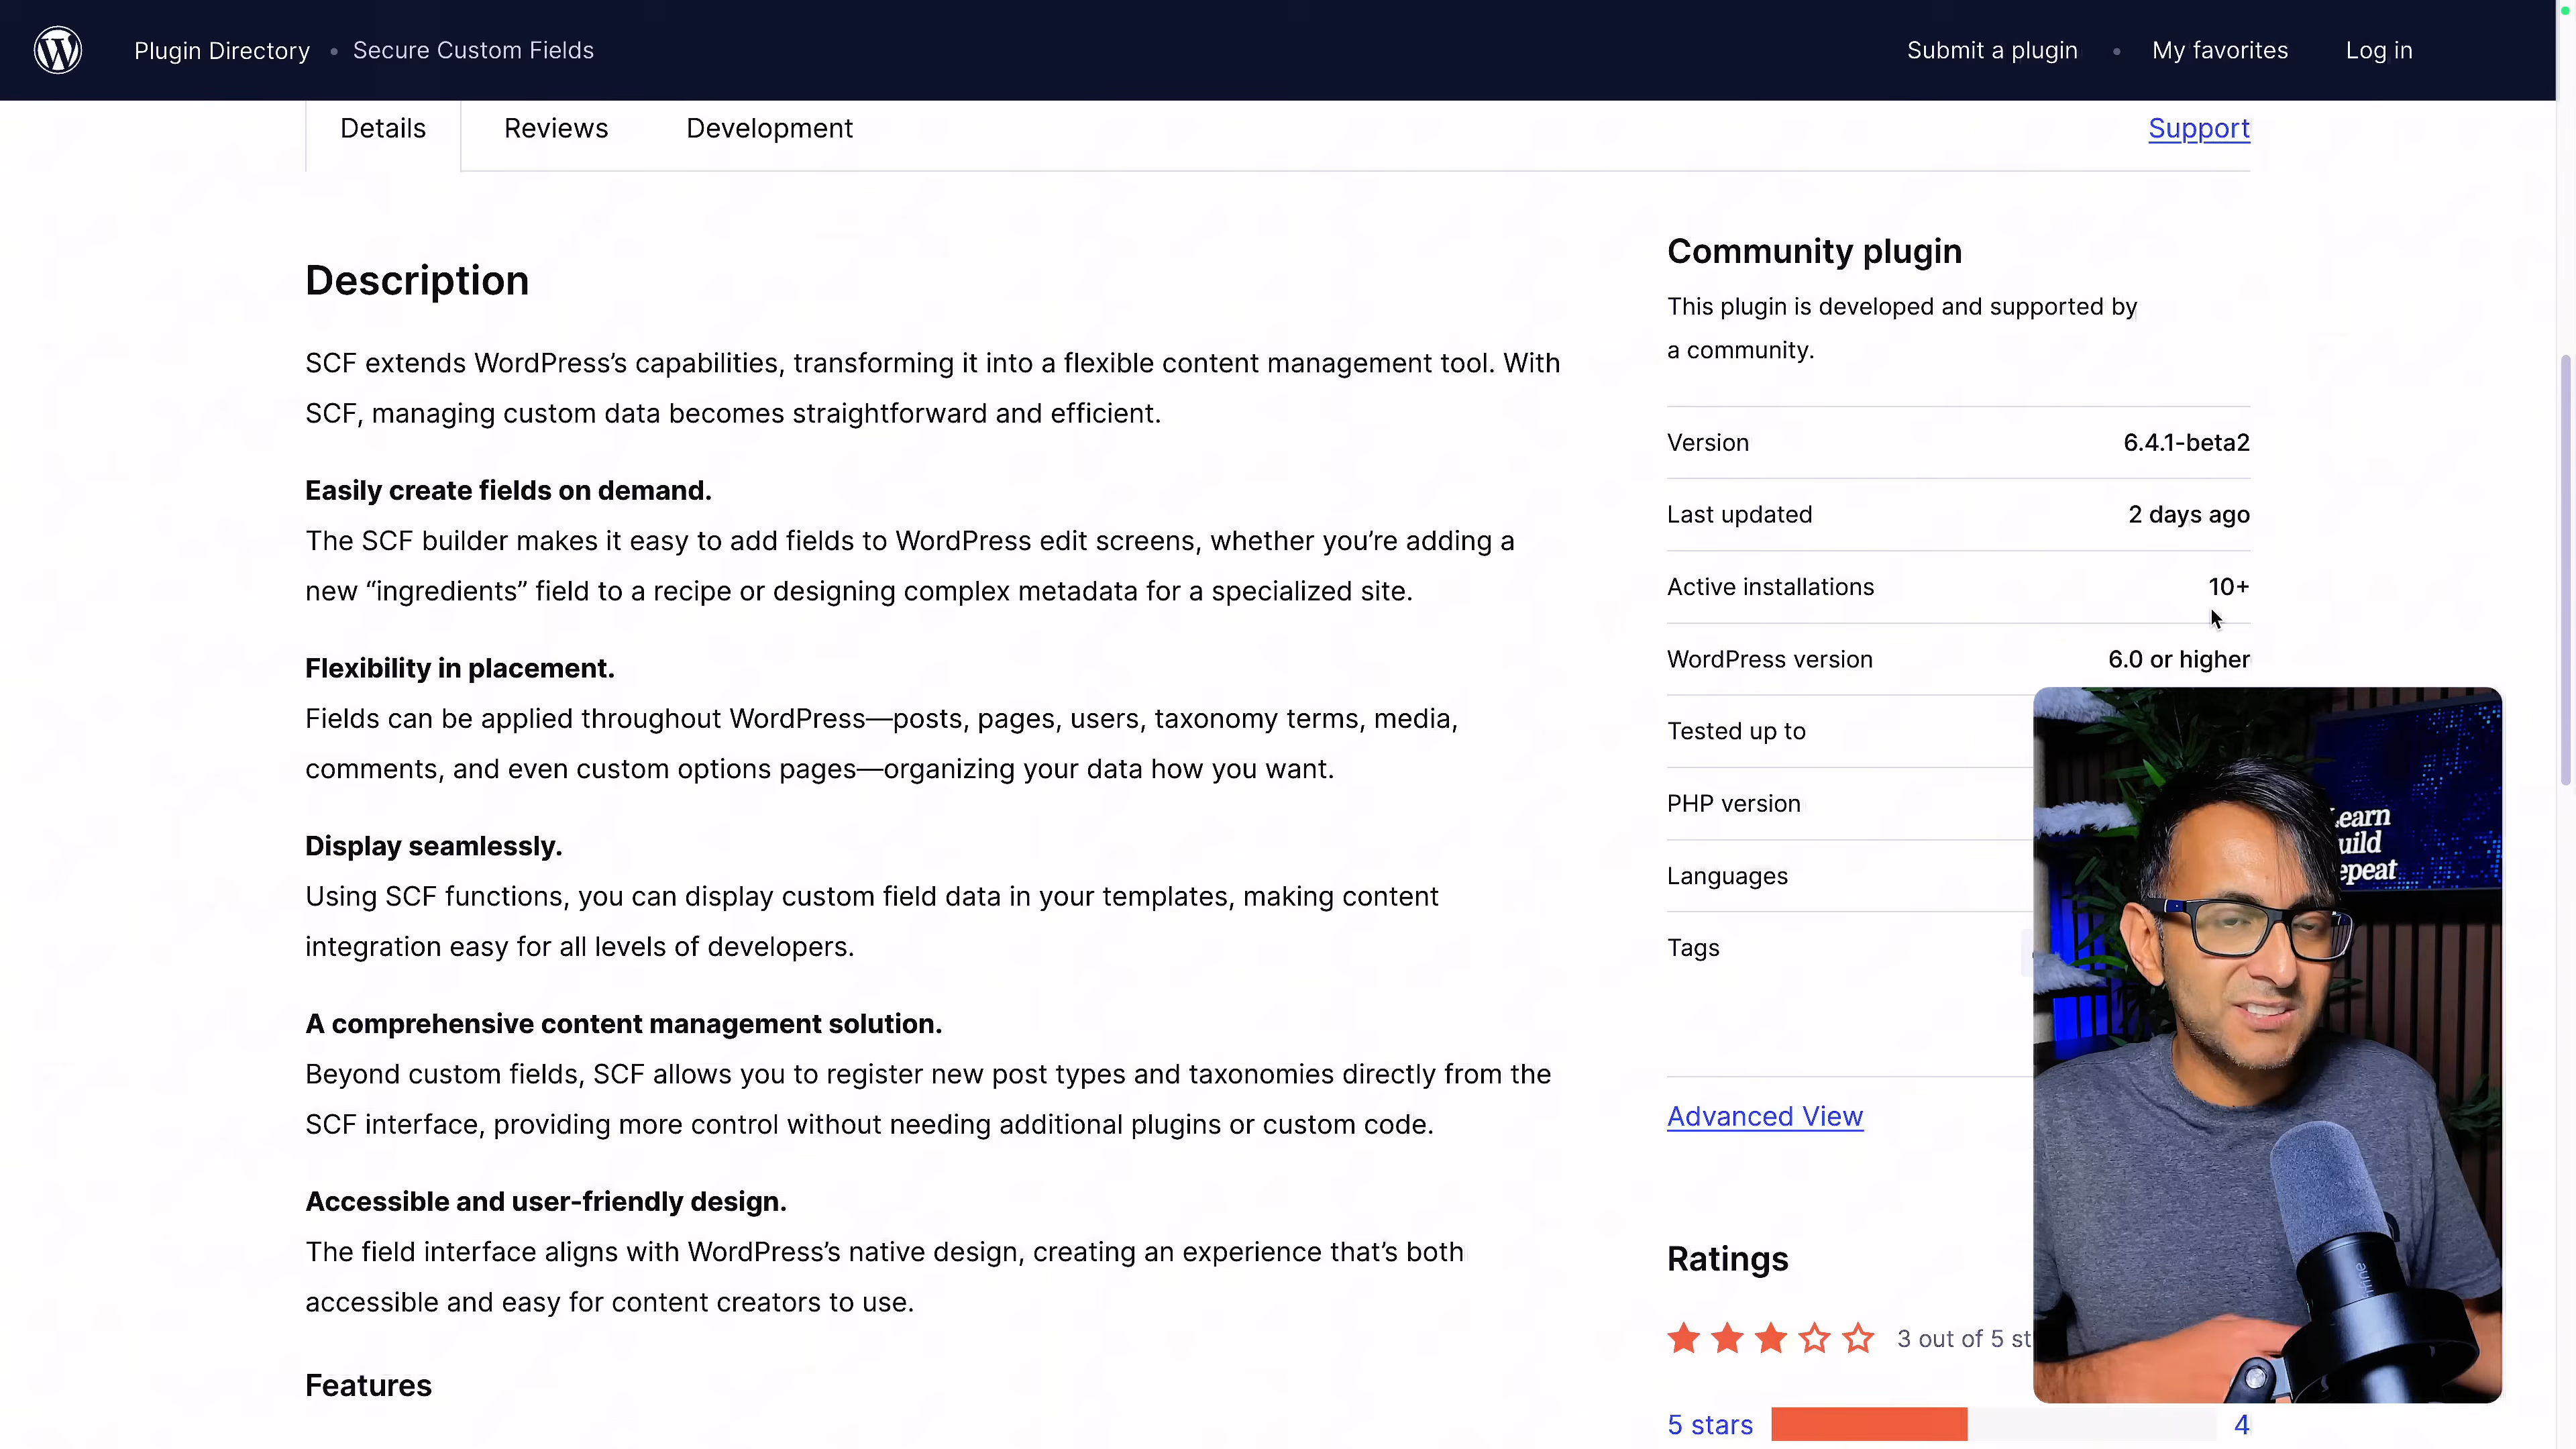 Plugin Directory • Secure Custom Fields
Submit a plugin • My favorites Log in
Details Reviews Development Support
Description
SCF extends WordPress’s capabilities, transforming it into a flexible content management tool. With
SCF, managing custom data becomes straightforward and efficient.
Easily create fields on demand.
The SCF builder makes it easy to add fields to WordPress edit screens, whether you’re adding a
new “ingredients” field to a recipe or designing complex metadata for a specialized site.
Flexibility in placement.
Fields can be applied throughout WordPress—posts, pages, users, taxonomy terms, media,
comments, and even custom options pages—organizing your data how you want.
Display seamlessly.
Using SCF functions, you can display custom field data in your templates, making content
integration easy for all levels of developers.
A comprehensive content management solution.
Beyond custom fields, SCF allows you to register new post types and taxonomies directly from the
SCF interface, providing more control without needing additional plugins or custom code.
Accessible and user-friendly design.
The field interface aligns with WordPress’s native design, creating an experience that’s both
accessible and easy for content creators to use.
Features
Community plugin
This plugin is developed and supported by
a community.
Version 6.4.1-beta2
Last updated 2 days ago
Active installations 10+
WordPress version 6.0 or higher
Tested up to
PHP version
Languages
Tags
Advanced View
Ratings
3 out of 5 st
5 stars 4
earn
uild
epeat